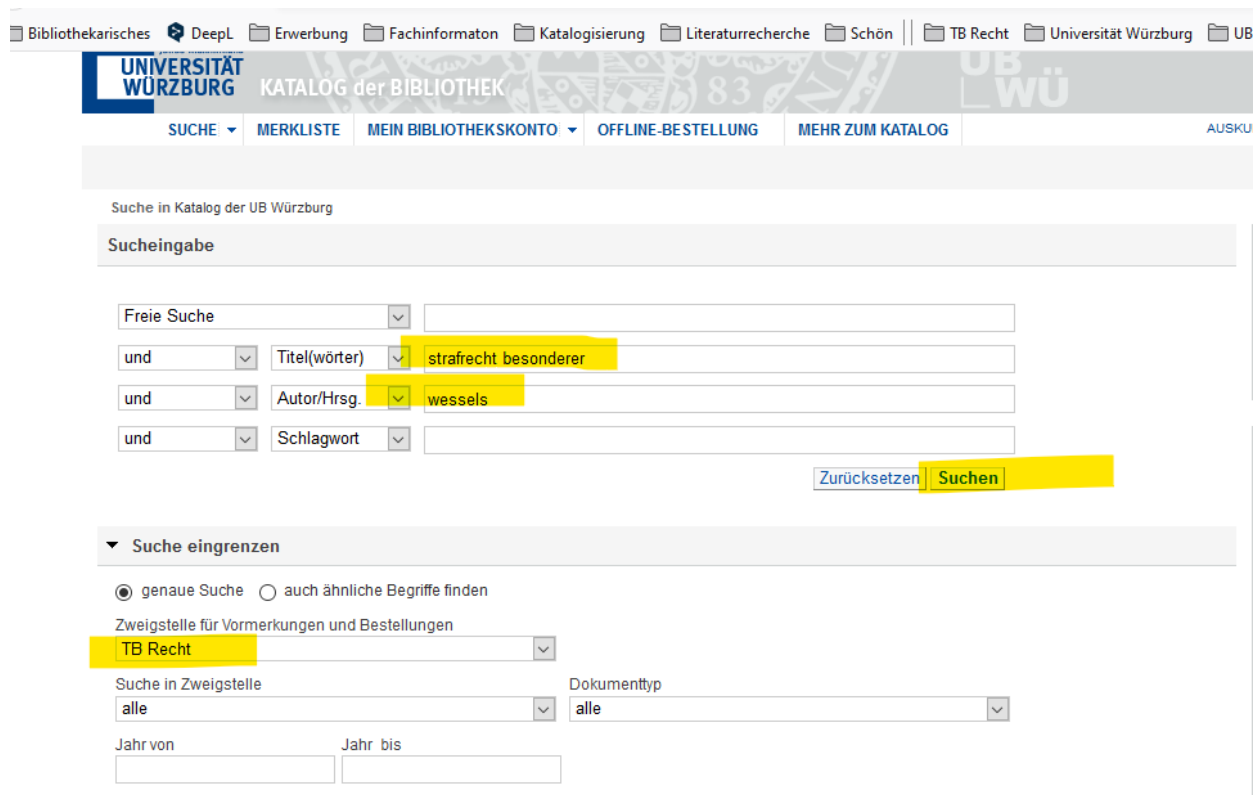 Bibliothekarisches DeepL Erwerbung Fachinformaton Katalogisierung Literaturrecherche Schön TB Recht Universität Würzburg UB
UNIVERSITÄT
WÜRZBURG
KATALOG der BIBLIOTHEK
83
UB
WÜ
SUCHE MERKLISTE MEIN BIBLIOTHEKSKONTO OFFLINE-BESTELLUNG MEHR ZUM KATALOG AUSKU
Suche in Katalog der UB Würzburg
Sucheingabe
Freie Suche
und Titel(wörter) strafrecht besonderer
und Autor/Hrsg. wessels
und Schlagwort
Zurücksetzen Suchen
Suche eingrenzen
genaue Suche auch ähnliche Begriffe finden
Zweigstelle für Vormerkungen und Bestellungen
TB Recht
Suche in Zweigstelle Dokumenttyp
alle alle
Jahr von Jahr bis